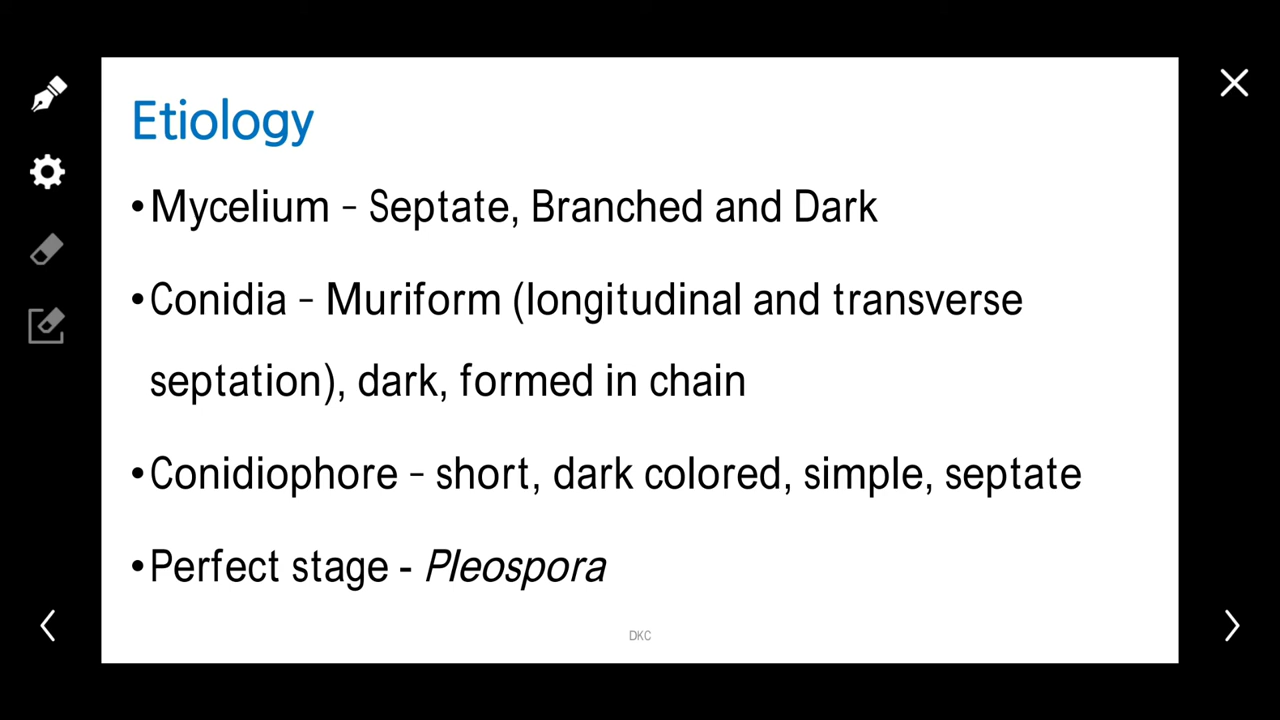 Etiology
•Mycelium – Septate, Branched and Dark
•Conidia – Muriform (longitudinal and transverse
septation), dark, formed in chain
•Conidiophore – short, dark colored, simple, septate
•Perfect stage - Pleospora
DKC